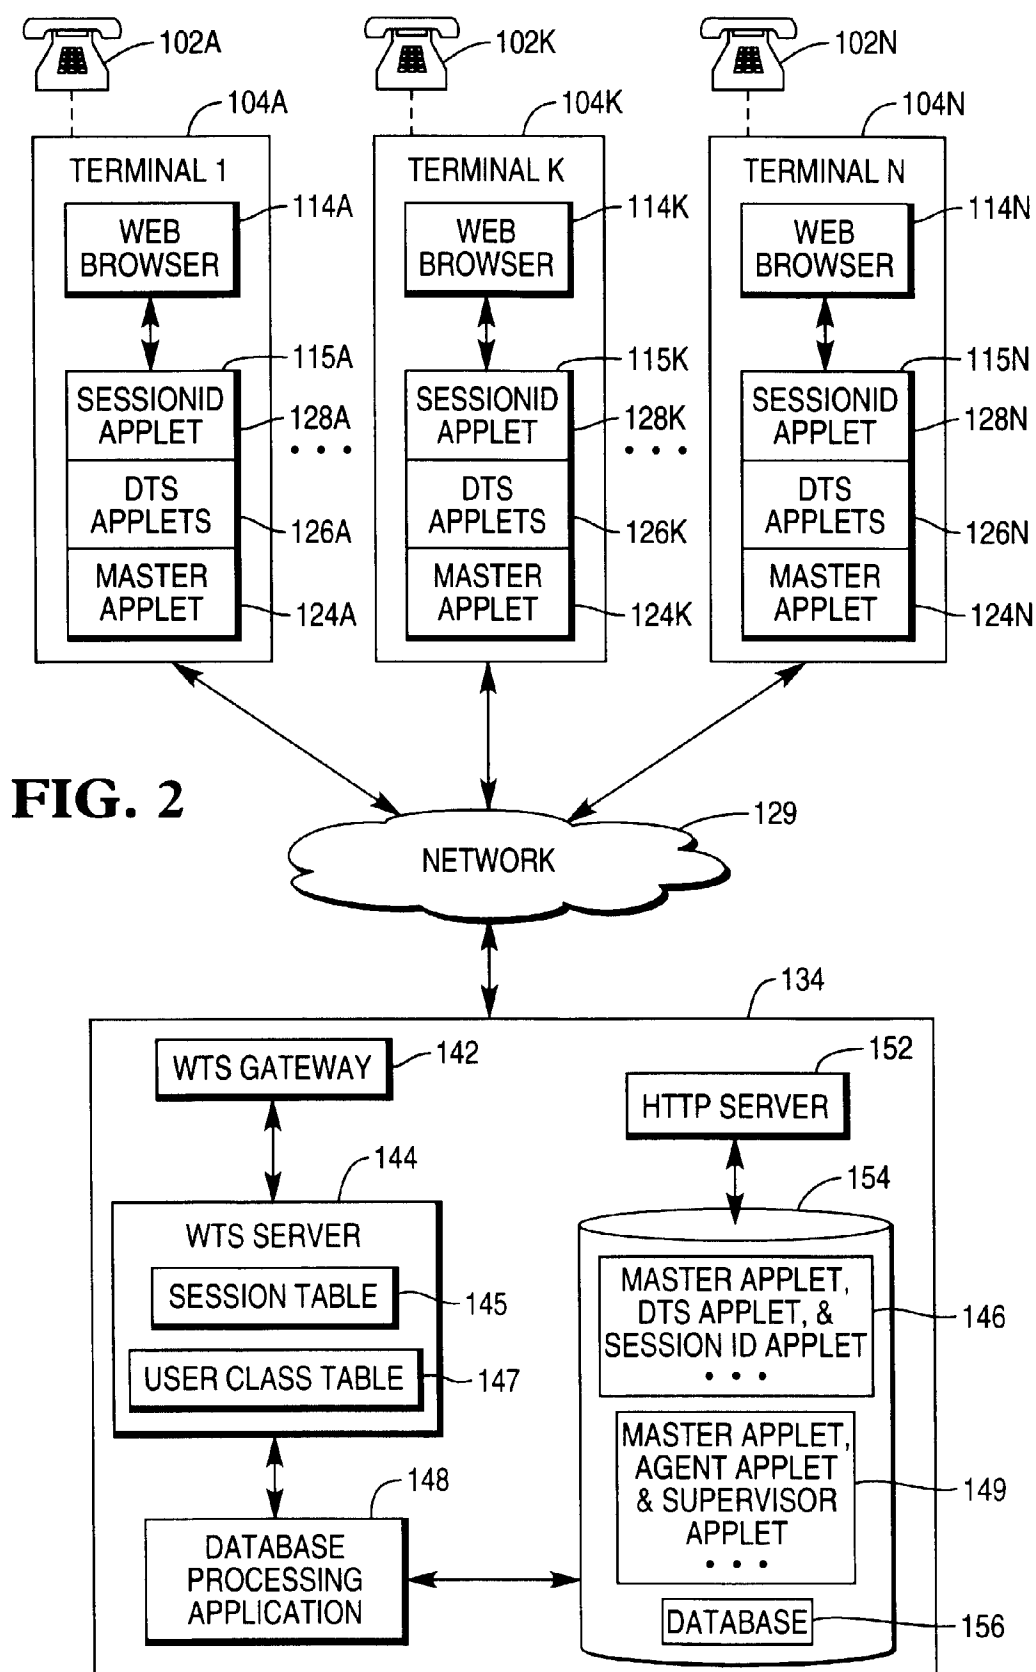 102A
102K
102N
104A
104K
104N
TERMINAL 1
TERMINAL K
TERMINAL N
WEB
BROWSER
114A
WEB
BROWSER
114K
WEB
BROWSER
114N
115A
115K
115N
SESSIONID
APPLET
128A
SESSIONID
APPLET
128K
SESSIONID
APPLET
128N
DTS
APPLETS
126A
DTS
APPLETS
126K
DTS
APPLETS
126N
MASTER
APPLET
124A
MASTER
APPLET
124K
MASTER
APPLET
124N
FIG. 2
129
NETWORK
134
WTS GATEWAY
142
152
HTTP SERVER
144
154
WTS SERVER
SESSION TABLE
145
USER CLASS TABLE
147
MASTER APPLET,
DTS APPLET, &
SESSION ID APPLET
• • •
146
MASTER APPLET,
AGENT APPLET
& SUPERVISOR
APPLET
• • •
149
148
DATABASE
PROCESSING
APPLICATION
DATABASE
156